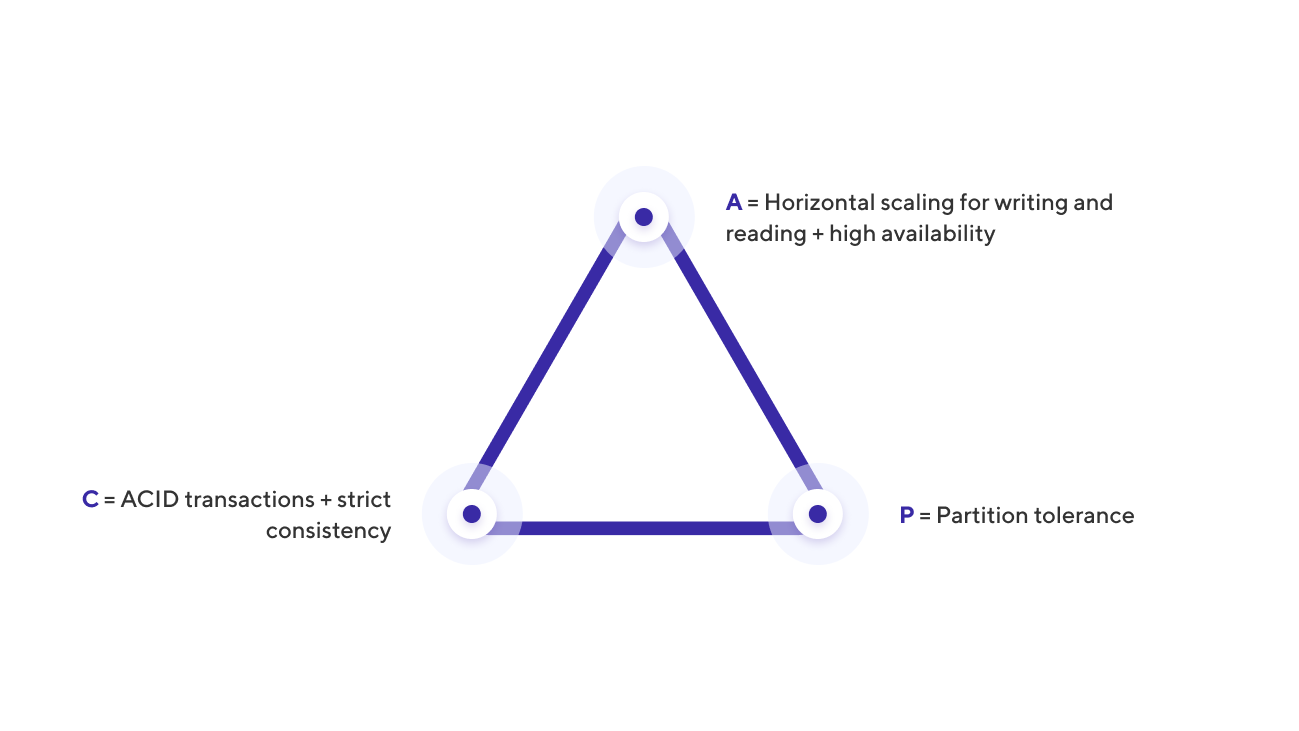 A = Horizontal scaling for writing and
reading + high availability
C = ACID transactions + strict
consistency
P = Partition tolerance